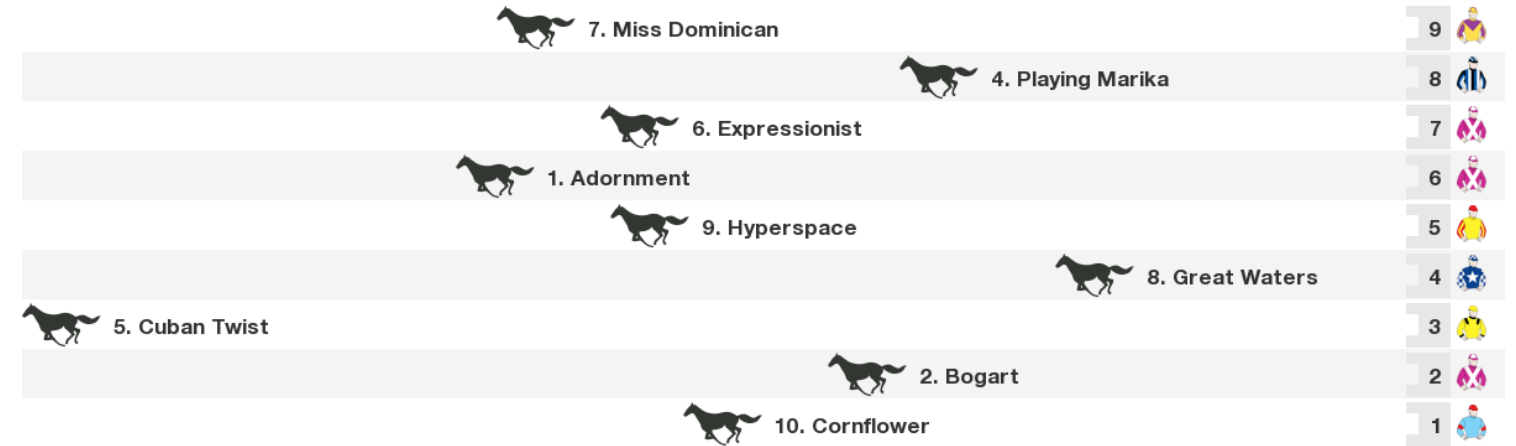 7. Miss Dominican 9
4. Playing Marika 8
6. Expressionist 7
1. Adornment 6
9. Hyperspace 5
8. Great Waters 4
5. Cuban Twist 3
2. Bogart 2
10. Cornflower 1